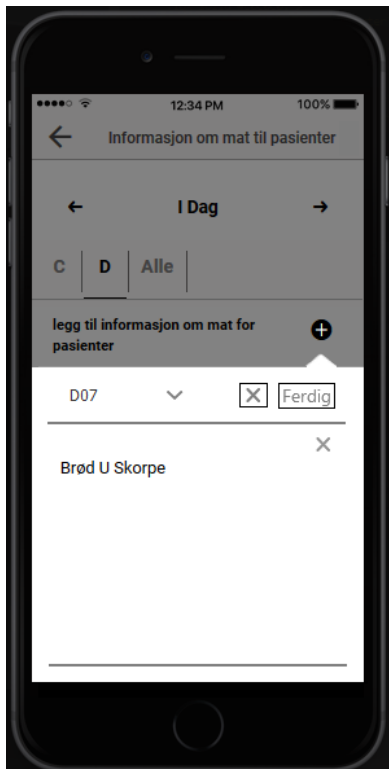 12:34 PM 100%
Informasjon om mat til pasienter
I Dag
C D Alle
legg til informasjon om mat for
pasienter
D07 Ferdig
Brød U Skorpe